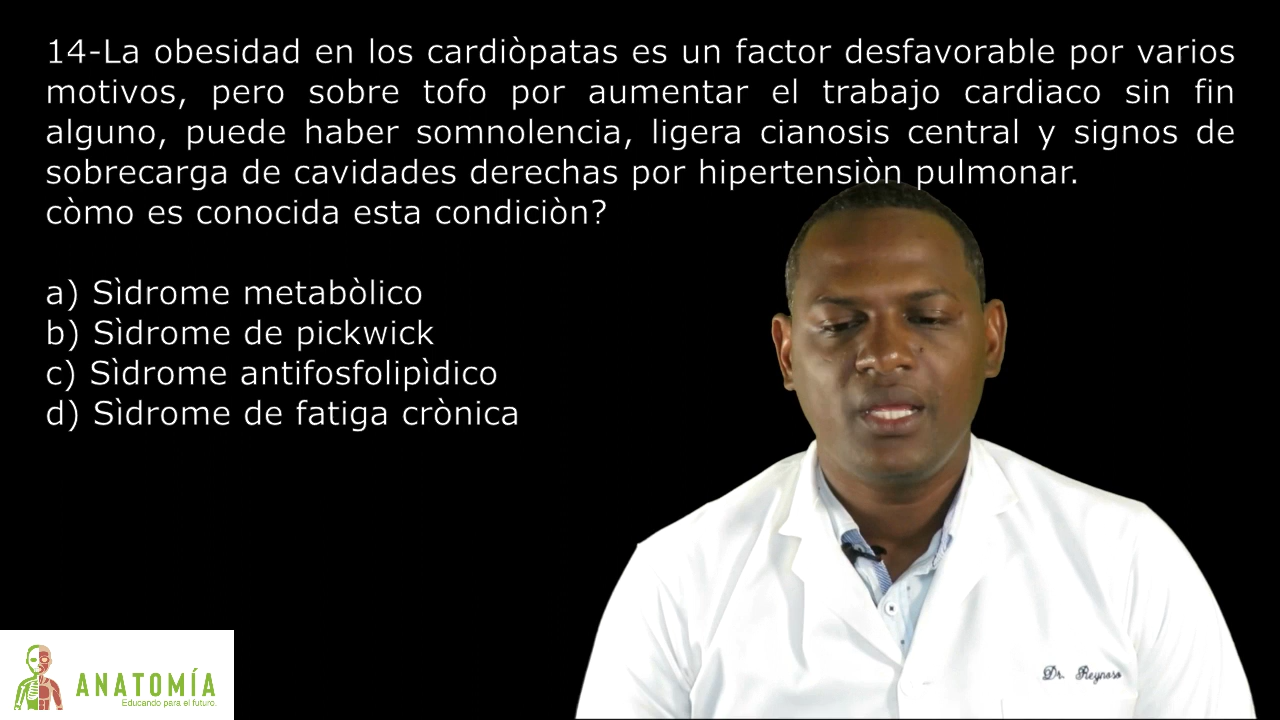 14-La obesidad en los cardiòpatas es un factor desfavorable por varios
motivos, pero sobre tofo por aumentar el trabajo cardiaco sin fin
alguno, puede haber somnolencia, ligera cianosis central y signos de
sobrecarga de cavidades derechas por hipertensiòn pulmonar.
còmo es conocida esta condiciòn?
a) Sìdrome metabòlico
b) Sìdrome de pickwick
c) Sìdrome antifosfolipìdico
d) Sìdrome de fatiga crònica
Dr. Reynoso
ANATOMÍA
Educando para el futuro.